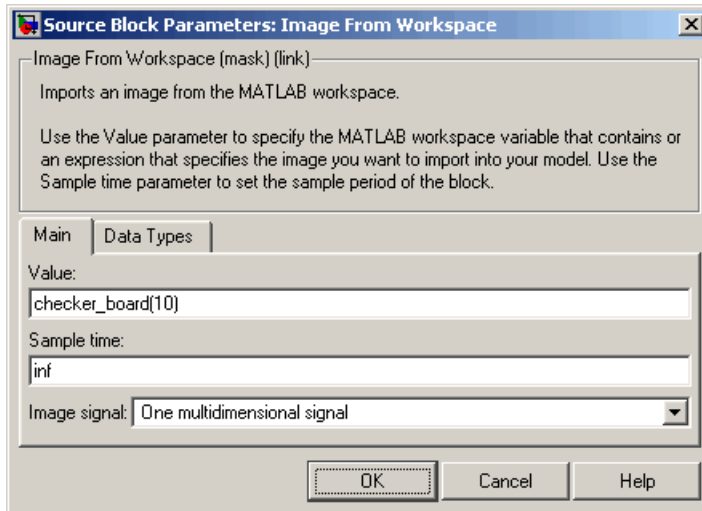 Source Block Parameters: Image From Workspace
Image From Workspace (mask) (link)
Imports an image from the MATLAB workspace.
Use the Value parameter to specify the MATLAB workspace variable that contains or
an expression that specifies the image you want to import into your model. Use the
Sample time parameter to set the sample period of the block.
Main Data Types
Value:
checker_board(10)
Sample time:
inf
Image signal: One multidimensional signal
OK Cancel Help